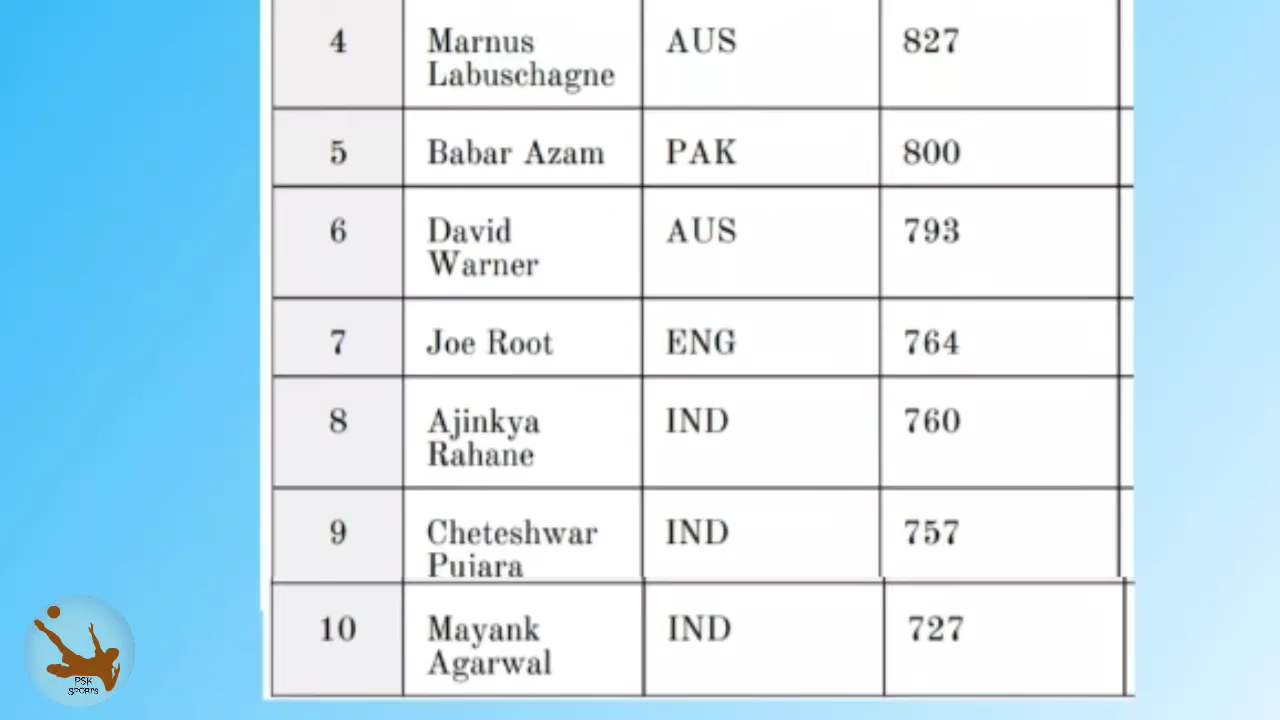 4 Marnus AUS 827
Labuschagne
5 Babar Azam PAK 800
6 David AUS 793
Warner
7 Joe Root ENG 764
8 Ajinkya IND 760
Rahane
9 Cheteshwar IND 757
Pujara
10 Mayank IND 727
Agarwal
PSK
SPORTS